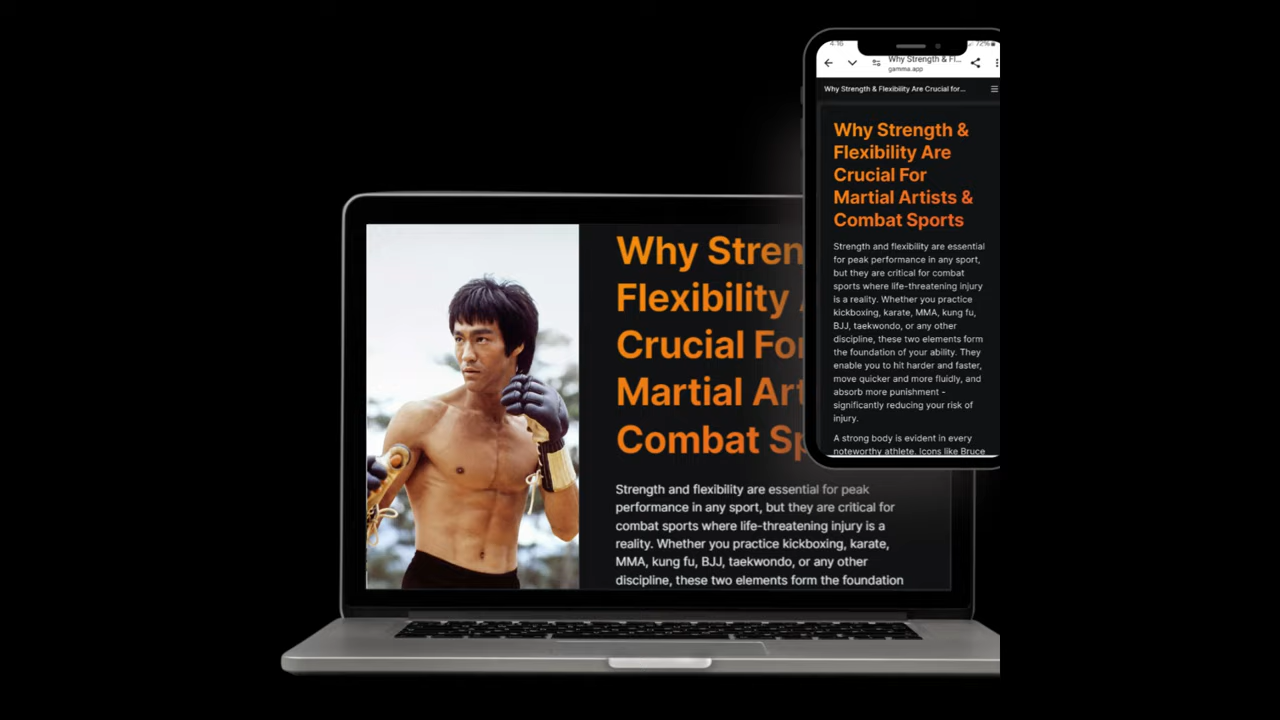 Why Stren
Flexibility
Crucial For
Martial Art
Combat Sp
Strength and flexibility are essential for peak
performance in any sport, but they are critical for
combat sports where life-threatening injury is a
reality. Whether you practice kickboxing, karate,
MMA, kung fu, BJJ, taekwondo, or any other
discipline, these two elements form the foundation
4:16
72%
Why Strength & Fl...
gamma.app
Why Strength & Flexibility Are Crucial for...
Why Strength &
Flexibility Are
Crucial For
Martial Artists &
Combat Sports
Strength and flexibility are essential
for peak performance in any sport,
but they are critical for combat
sports where life-threatening injury
is a reality. Whether you practice
kickboxing, karate, MMA, kung fu,
BJJ, taekwondo, or any other
discipline, these two elements form
the foundation of your ability. They
enable you to hit harder and faster,
move quicker and more fluidly, and
absorb more punishment -
significantly reducing your risk of
injury.
A strong body is evident in every
noteworthy athlete. Icons like Bruce